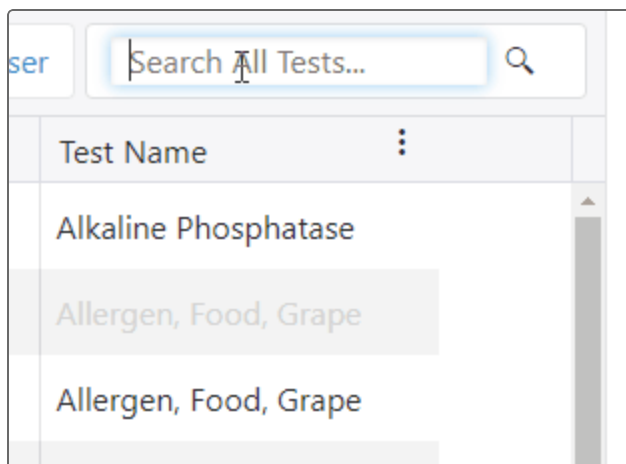 ser
Search All Tests...
Test Name
Alkaline Phosphatase
Allergen, Food, Grape
Allergen, Food, Grape